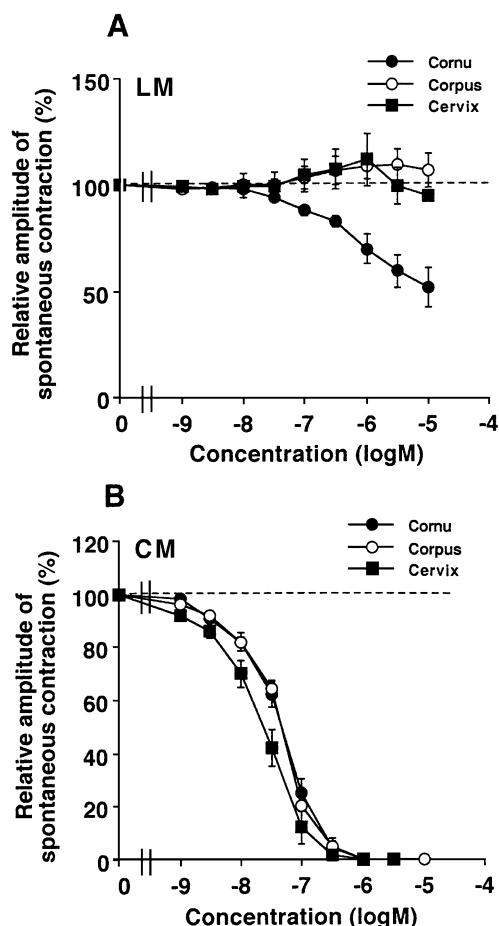 A
LM
Cornu
Corpus
Cervix
Relative amplitude of
spontaneous contraction (%)
150
100
50
0
0 -9 -8 -7 -6 -5 -4
Concentration (logM)
B
CM
Cornu
Corpus
Cervix
Relative amplitude of
spontaneous contraction (%)
120
100
80
60
40
20
0
0 -9 -8 -7 -6 -5 -4
Concentration (logM)